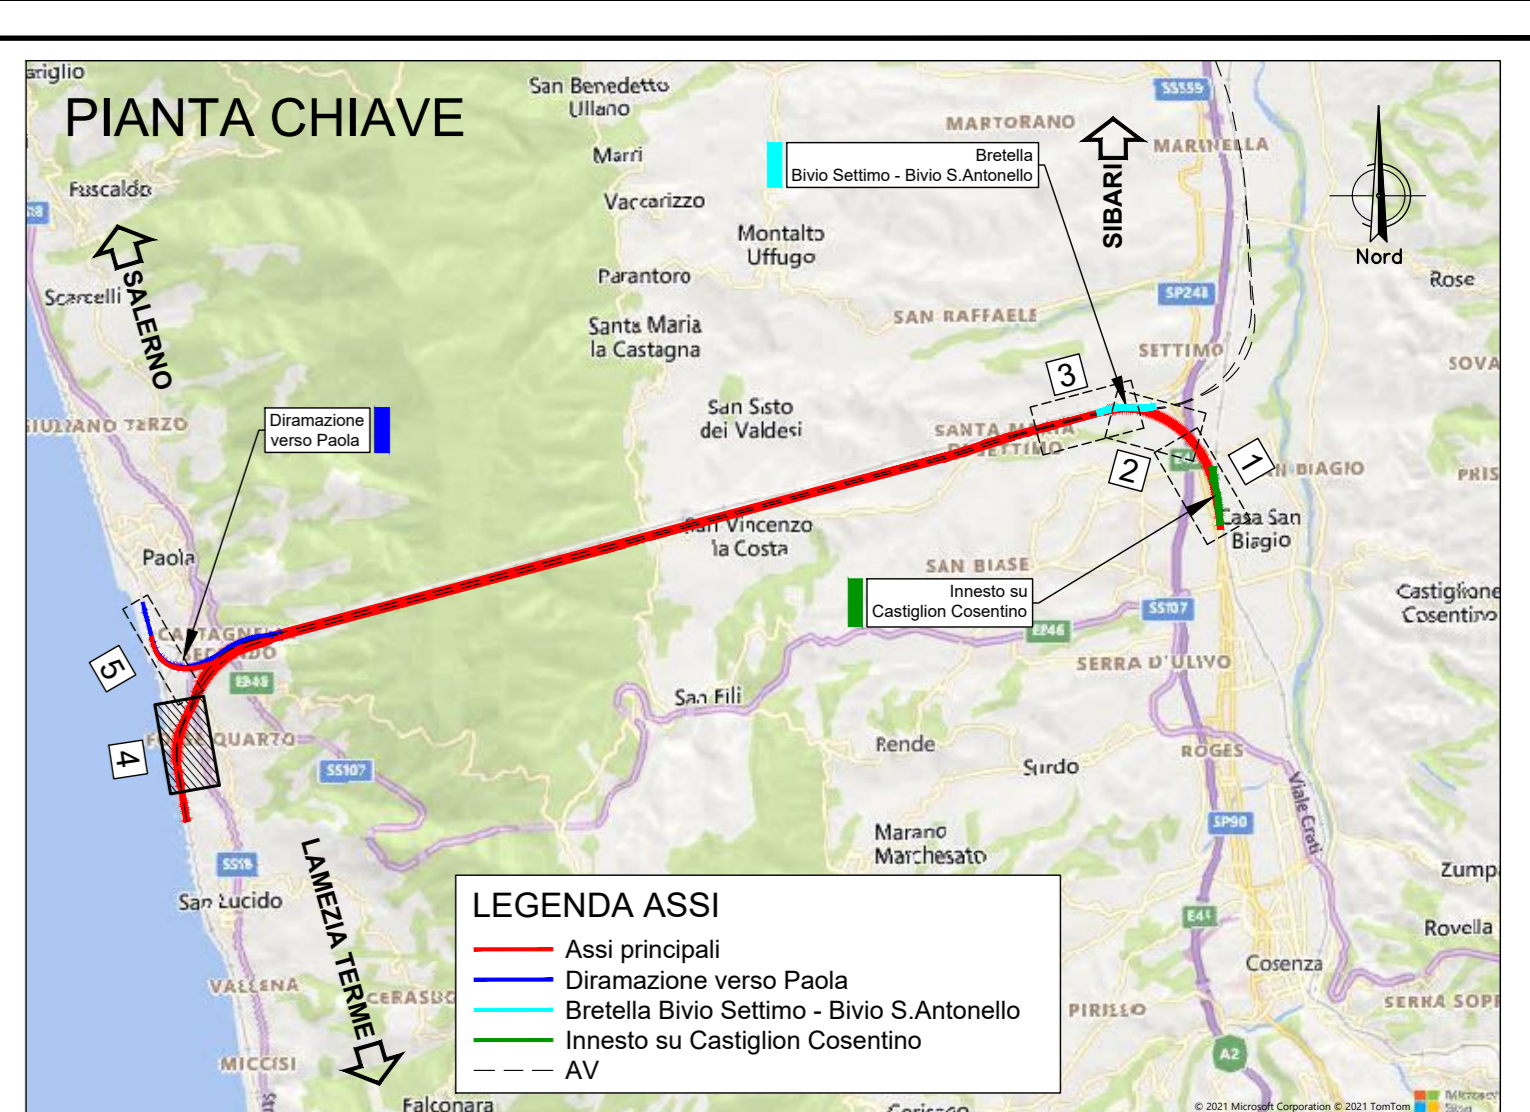 PIANTA CHIAVE
San Benedetto
Ullano
SS559
MARTORANO
MARINELLA
Bretella
Bivio Settimo - Bivio S.Antonello
SIBARI
Marri
Fuscaldo
Vaccarizzo
Montalto
Uffugo
Nord
Parantoro
Rose
Scarcelli
SALERNO
SP248
SAN RAFFAELE
Santa Maria
la Castagna
SETTIMO
SOVA
3
San Sisto
dei Valdesi
Diramazione
verso Paola
2
1
PRIS
San Vincenzo
la Costa
Casa San
Biagio
Paola
SAN BIASE
Innesto su
Castiglion Cosentino
Castiglione
Cosentino
SS107
SERRA D'ULIVO
5
San Fili
4
QUARTO
SS107
Rende
Surdo
ROGES
Viale Crati
SP90
Marano
Marchesato
SS18
Zump
San Lucido
LAMEZIA TERME
LEGENDA ASSI
Assi principali
Diramazione verso Paola
Bretella Bivio Settimo - Bivio S.Antonello
Innesto su Castiglion Cosentino
AV
Rovella
Cosenza
VALLENA
PIRILLO
SERRA SOPR
A2
MICCISI
Falconara
© 2021 Microsoft Corporation © 2021 TomTom